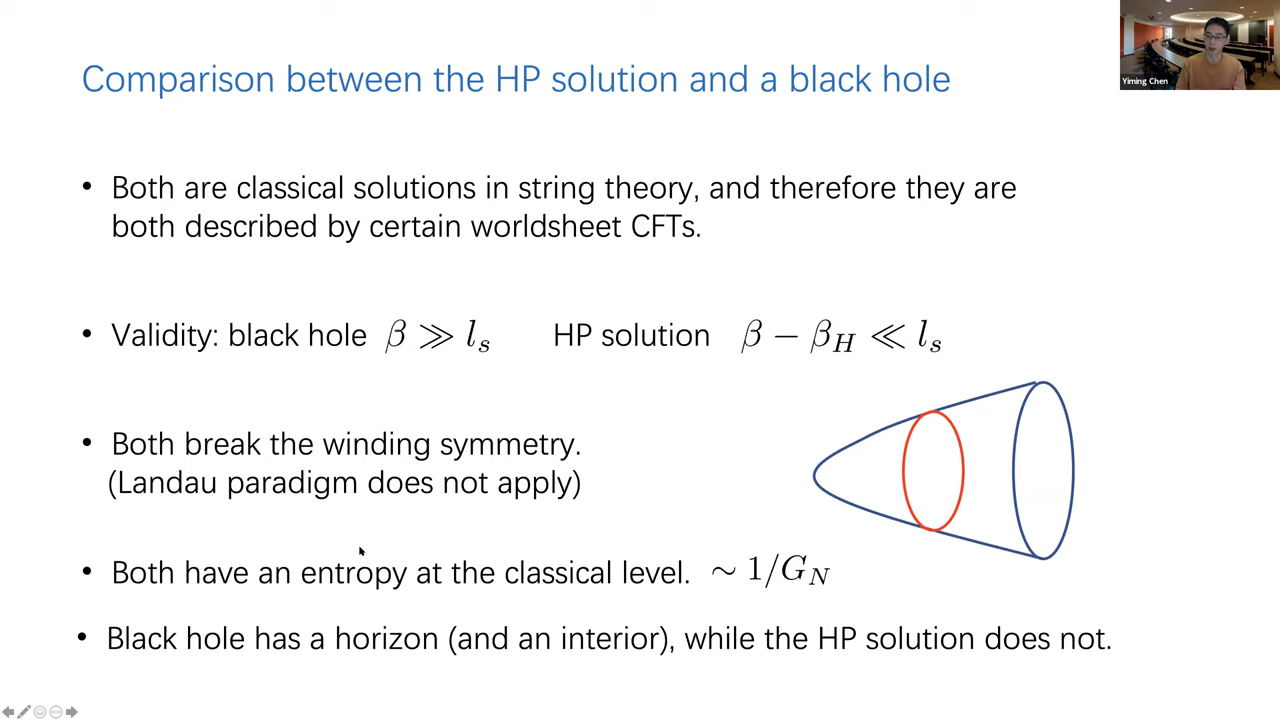 Comparison between the HP solution and a black hole
Yiming Chen
• Both are classical solutions in string theory, and therefore they are
both described by certain worldsheet CFTs.
• Validity: black hole β ≫ l_s HP solution β − β_H ≪ l_s
• Both break the winding symmetry.
(Landau paradigm does not apply)
• Both have an entropy at the classical level. ∼ 1/G_N
• Black hole has a horizon (and an interior), while the HP solution does not.